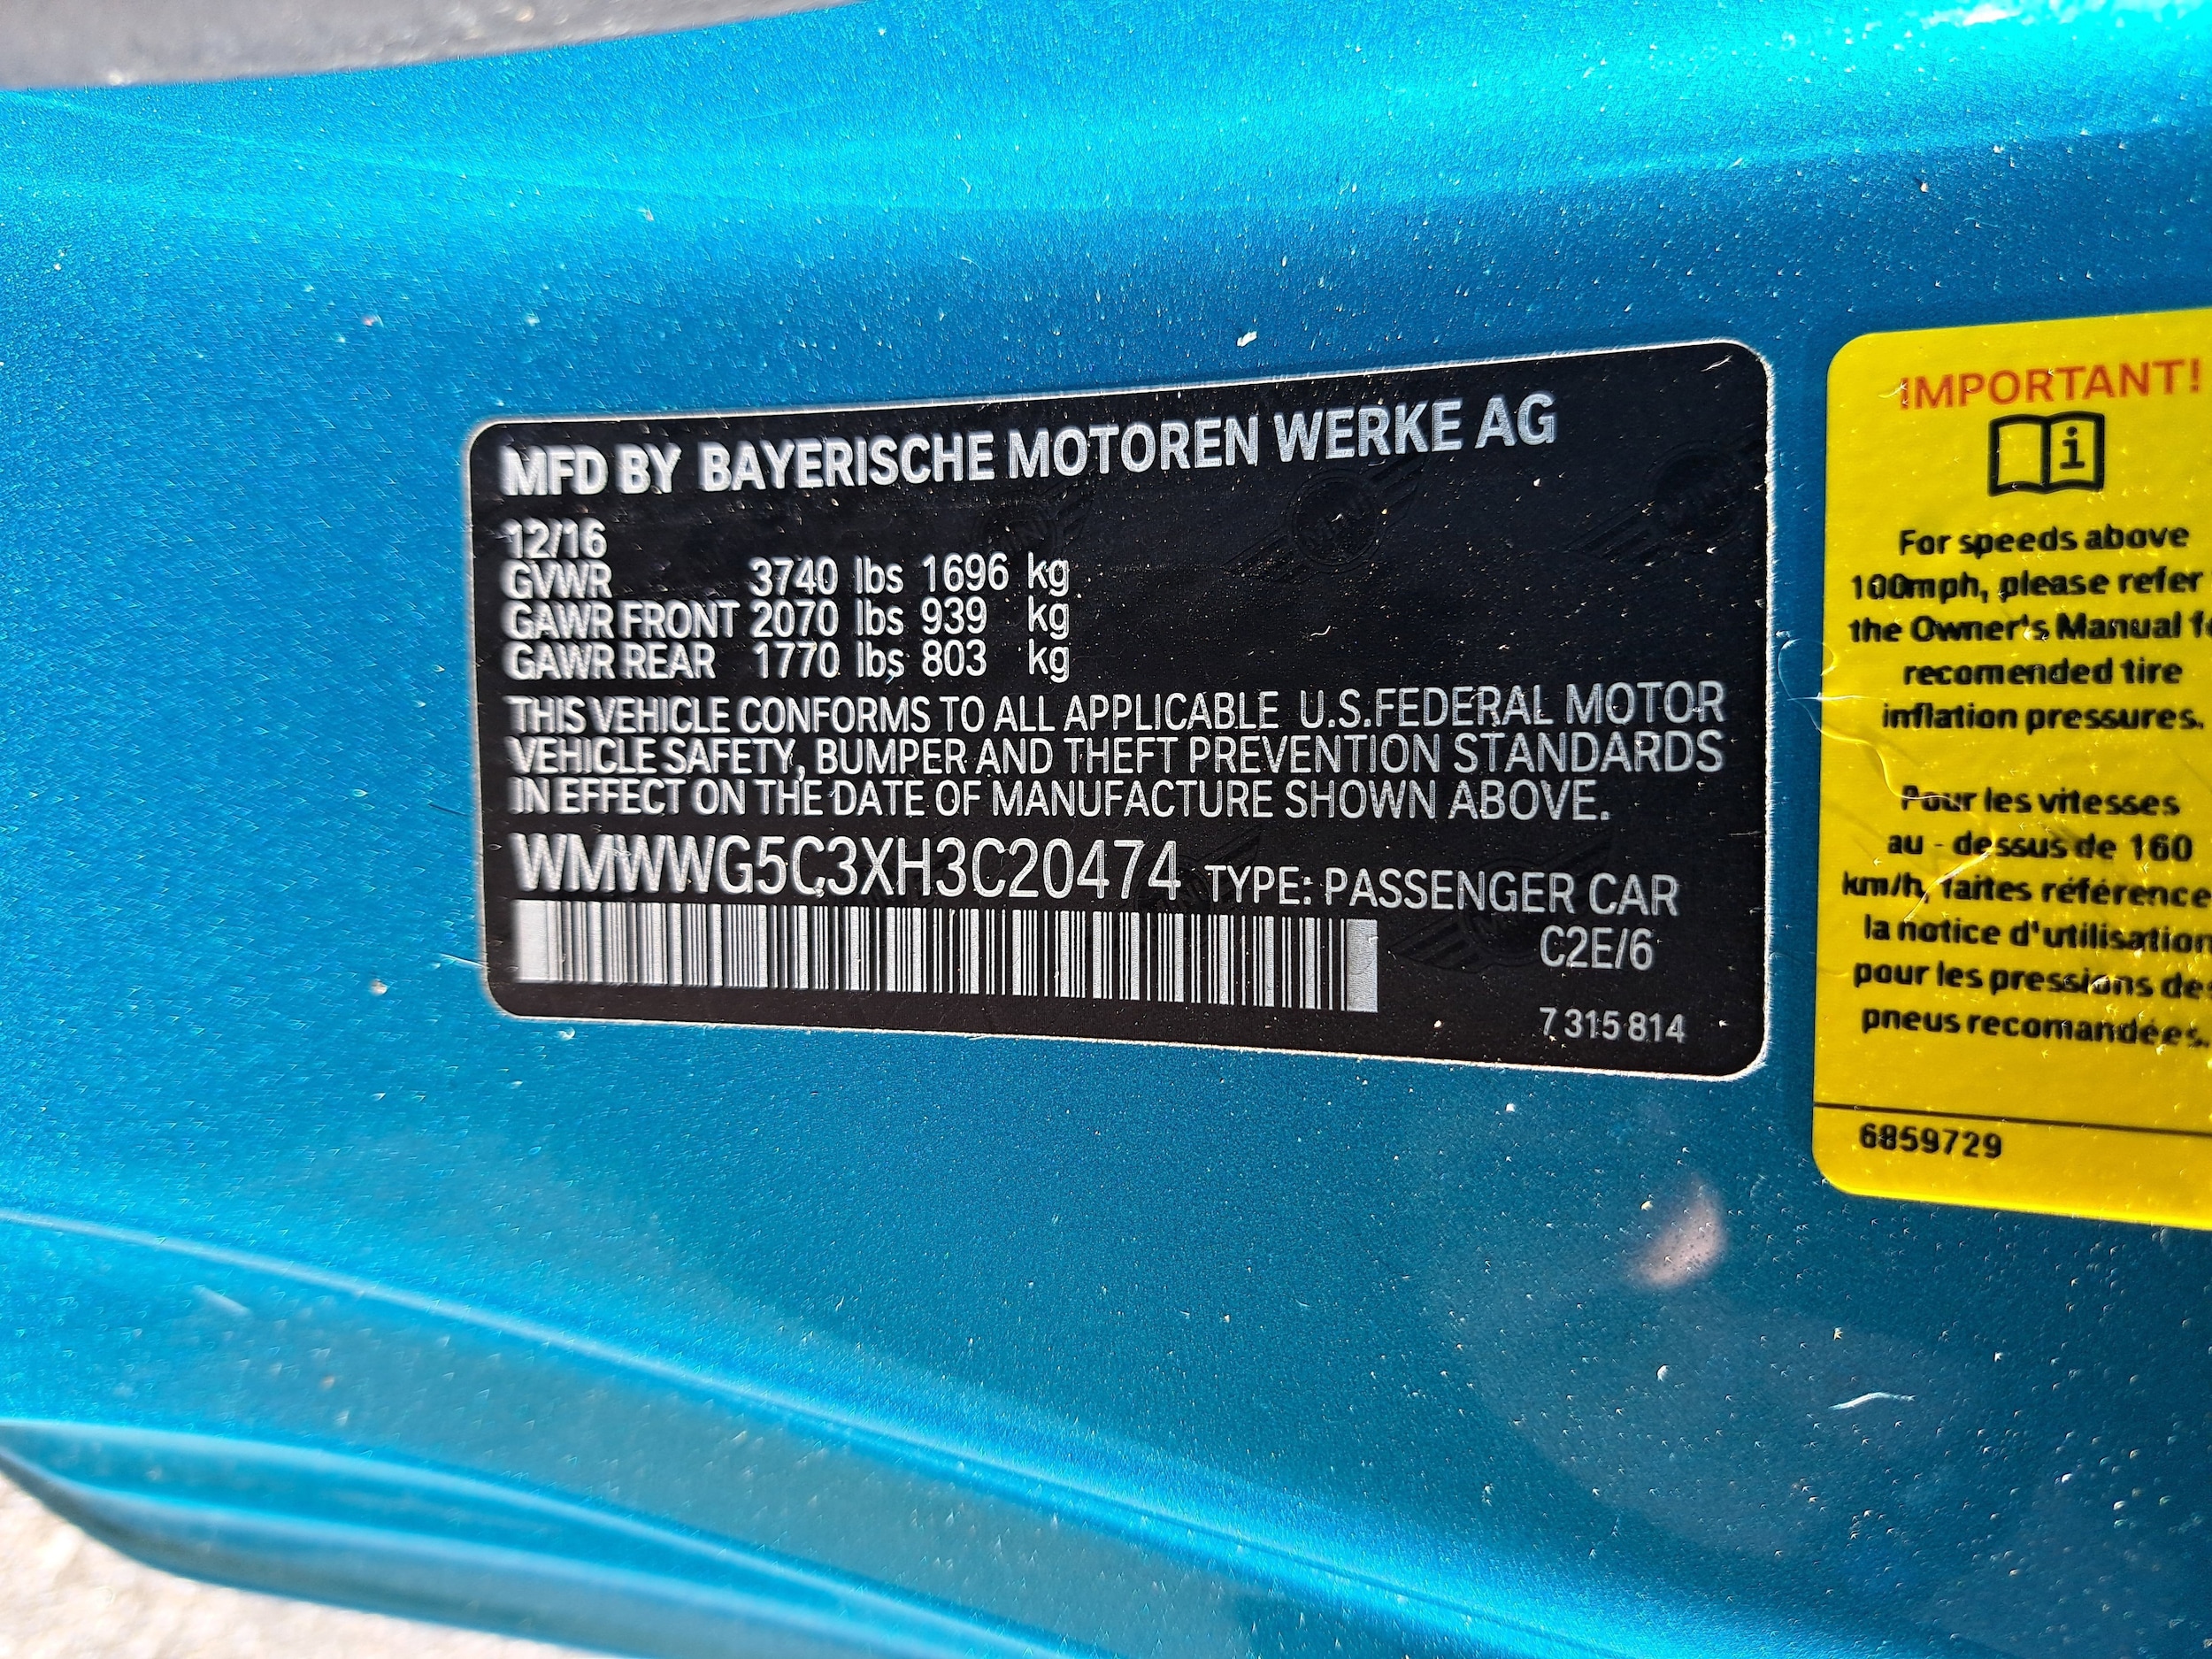 MFD BY BAYERISCHE MOTOREN WERKE AG
12/16
GVWR 3740 lbs 1696 kg
GAWR FRONT 2070 lbs 939 kg
GAWR REAR 1770 lbs 803 kg
THIS VEHICLE CONFORMS TO ALL APPLICABLE U.S.FEDERAL MOTOR
VEHICLE SAFETY, BUMPER AND THEFT PREVENTION STANDARDS
IN EFFECT ON THE DATE OF MANUFACTURE SHOWN ABOVE.
WMWWG5C3XH3C20474 TYPE: PASSENGER CAR
C2E/6
7 315 814
IMPORTANT!
For speeds above
100mph, please refer
the Owner's Manual
recomended tire
inflation pressures.
Pour les vitesses
au - dessus de 160
km/h, faites référence
la notice d'utilisation
pour les pressions des
pneus recomandées.
6859729